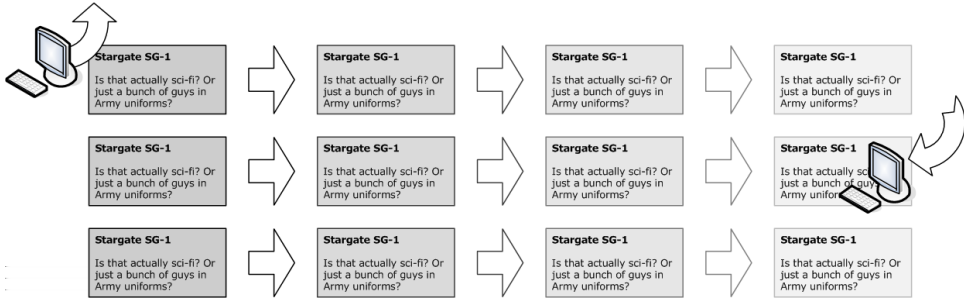 Stargate SG-1
Is that actually sci-fi? Or
just a bunch of guys in
Army uniforms?
Stargate SG-1
Is that actually sci-fi? Or
just a bunch of guys in
Army uniforms?
Stargate SG-1
Is that actually sci-fi? Or
just a bunch of guys in
Army uniforms?
Stargate SG-1
Is that actually sci-fi? Or
just a bunch of guys in
Army uniforms?
Stargate SG-1
Is that actually sci-fi? Or
just a bunch of guys in
Army uniforms?
Stargate SG-1
Is that actually sci-fi? Or
just a bunch of guys in
Army uniforms?
Stargate SG-1
Is that actually sci-fi? Or
just a bunch of guys in
Army uniforms?
Stargate SG-1
Is that actually sc
just a bunch of guys
Army unifor
Stargate SG-1
Is that actually sci-fi? Or
just a bunch of guys in
Army uniforms?
Stargate SG-1
Is that actually sci-fi? Or
just a bunch of guys in
Army uniforms?
Stargate SG-1
Is that actually sci-fi? Or
just a bunch of guys in
Army uniforms?
Stargate SG-1
Is that actually sci-fi? Or
just a bunch of guys in
Army uniforms?